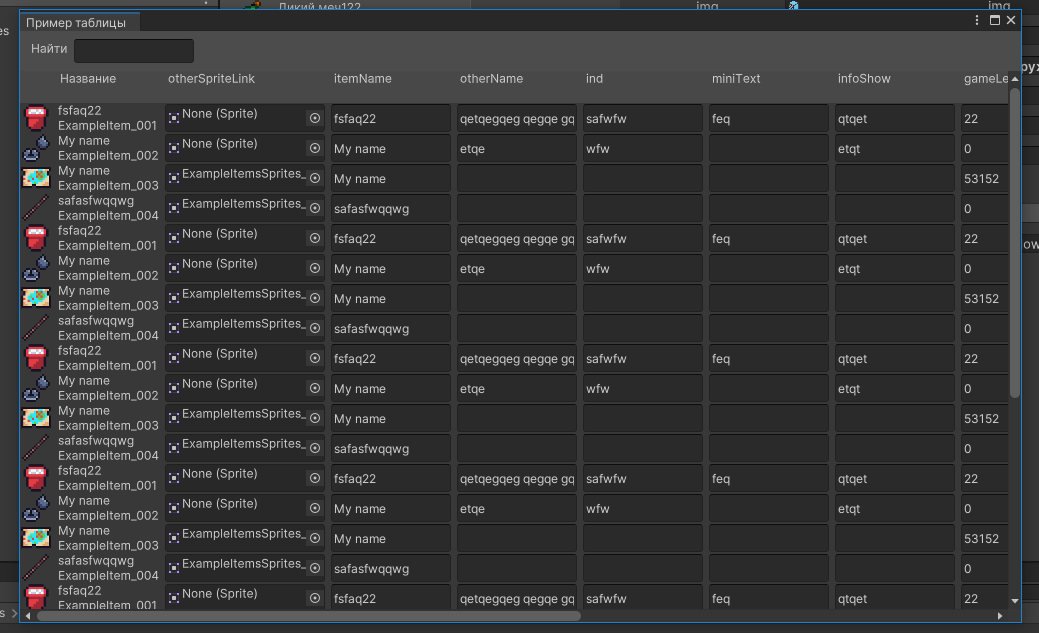 Дикий меч122 img img
es
Пример таблицы
Найти
Название otherSpriteLink itemName otherName ind miniText infoShow gameLe
fsfaq22 None (Sprite) fsfaq22 qetqegqeg qegqe gq safwfw feq qtqet 22
ExampleItem_001
My name None (Sprite) My name etqe wfw etqt 0
ExampleItem_002
My name ExampleItemsSprites_ My name 53152
ExampleItem_003
safasfwqqwg ExampleItemsSprites_ safasfwqqwg 0
ExampleItem_004
fsfaq22 None (Sprite) fsfaq22 qetqegqeg qegqe gq safwfw feq qtqet 22
ExampleItem_001
My name None (Sprite) My name etqe wfw etqt 0
ExampleItem_002
My name ExampleItemsSprites_ My name 53152
ExampleItem_003
safasfwqqwg ExampleItemsSprites_ safasfwqqwg 0
ExampleItem_004
fsfaq22 None (Sprite) fsfaq22 qetqegqeg qegqe gq safwfw feq qtqet 22
ExampleItem_001
My name None (Sprite) My name etqe wfw etqt 0
ExampleItem_002
My name ExampleItemsSprites_ My name 53152
ExampleItem_003
safasfwqqwg ExampleItemsSprites_ safasfwqqwg 0
ExampleItem_004
fsfaq22 None (Sprite) fsfaq22 qetqegqeg qegqe gq safwfw feq qtqet 22
ExampleItem_001
My name None (Sprite) My name etqe wfw etqt 0
ExampleItem_002
My name ExampleItemsSprites_ My name 53152
ExampleItem_003
safasfwqqwg ExampleItemsSprites_ safasfwqqwg 0
ExampleItem_004
fsfaq22 None (Sprite) fsfaq22 qetqegqeg qegqe gq safwfw feq qtqet 22
ExampleItem_001